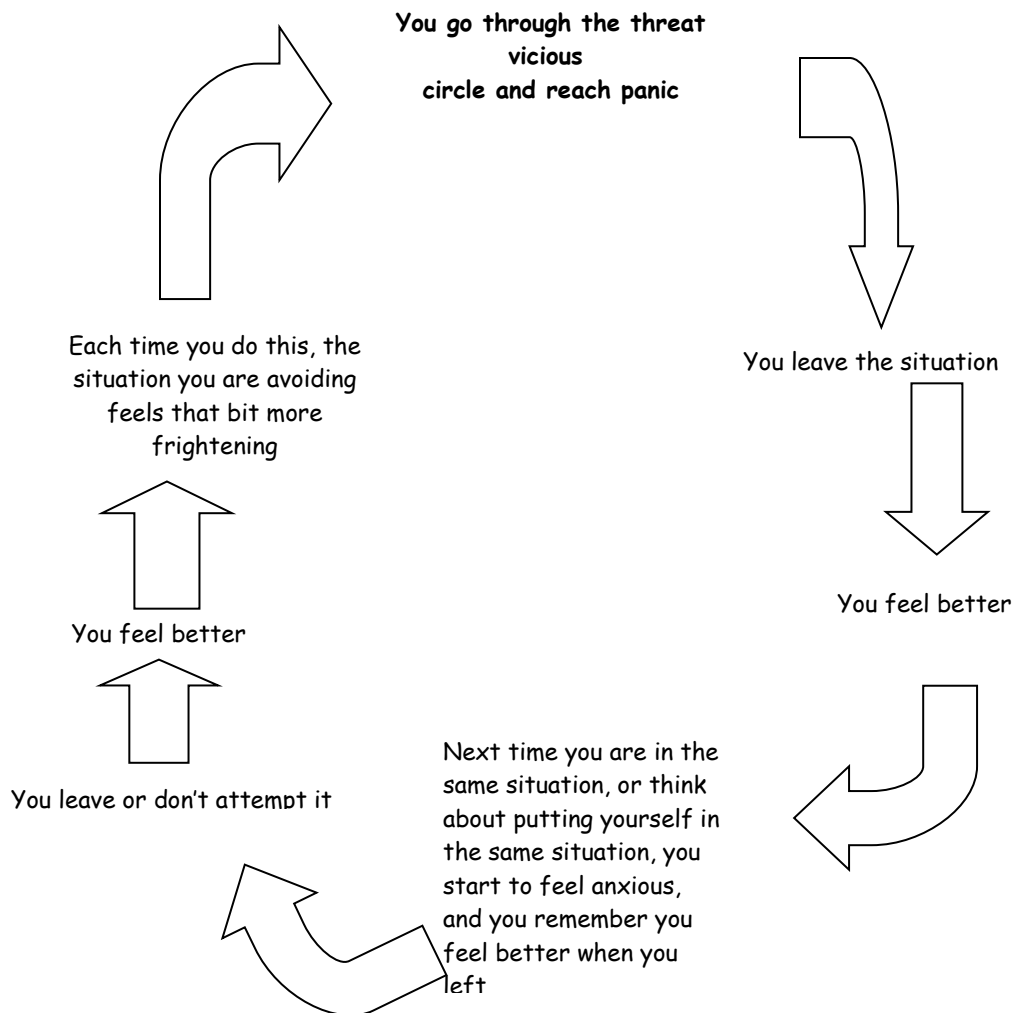 You go through the threat
vicious
circle and reach panic
You leave the situation
You feel better
Next time you are in the
same situation, or think
about putting yourself in
the same situation, you
start to feel anxious,
and you remember you
feel better when you
left
You leave or don't attempt it
You feel better
Each time you do this, the
situation you are avoiding
feels that bit more
frightening